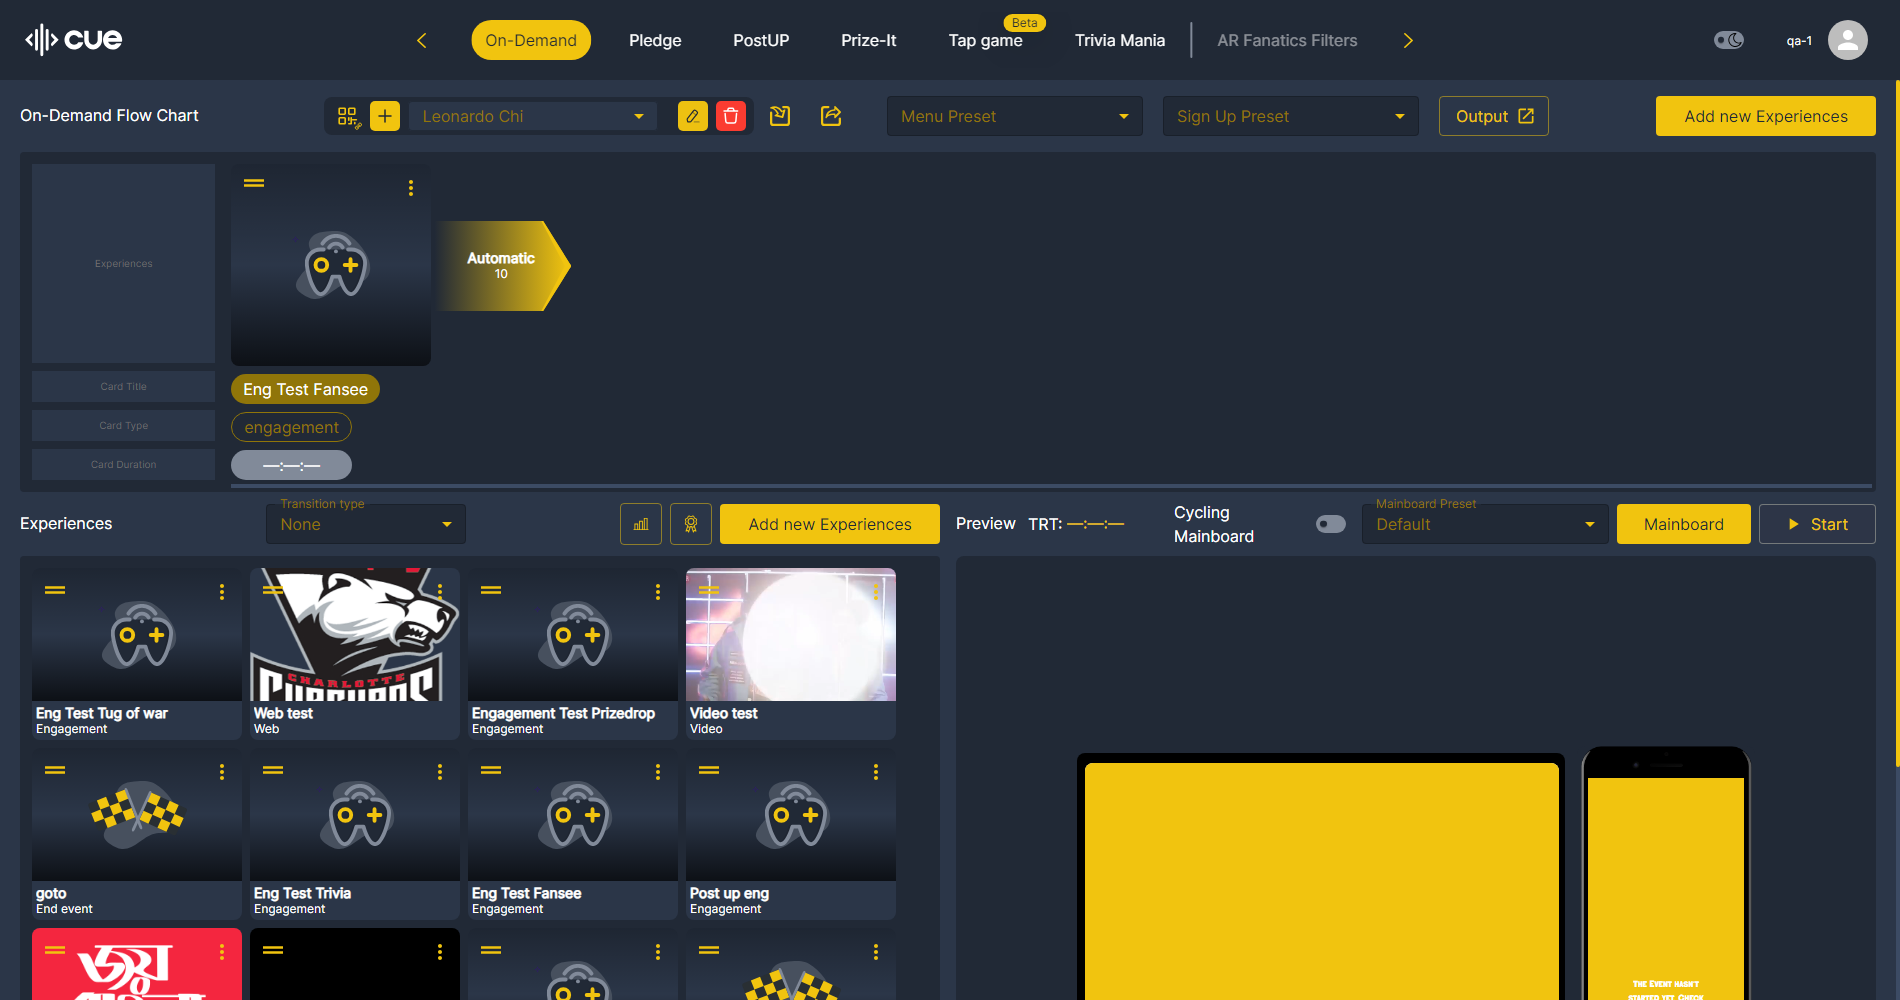 cue
On-Demand
Pledge
PostUP
Prize-It
Beta
Tap game
Trivia Mania
AR Fanatics Filters
qa-1
On-Demand Flow Chart
Leonardo Chi
Menu Preset
Sign Up Preset
Output
Add new Experiences
Experiences
Automatic
10
Card Title
Eng Test Fansee
Card Type
engagement
Card Duration
—:—:—
Experiences
Transition type
None
Add new Experiences
Preview
TRT: —:—:—
Cycling
Mainboard
Mainboard Preset
Default
Mainboard
Start
Eng Test Tug of war
Engagement
CHARLOTTE
Web test
Web
Engagement Test Prizedrop
Engagement
Video test
Video
goto
End event
Eng Test Trivia
Engagement
Eng Test Fansee
Engagement
Post up eng
Engagement
জয়
The Event hasn't
started yet. Check